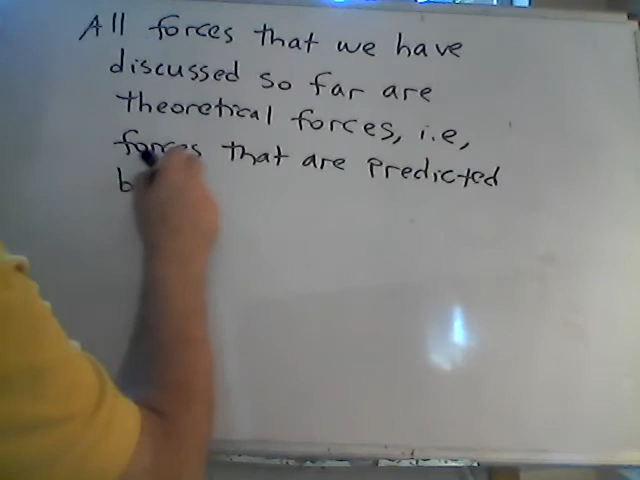 All forces that we have
discussed so far are
theoretical forces, i.e,
forces that are predicted
b